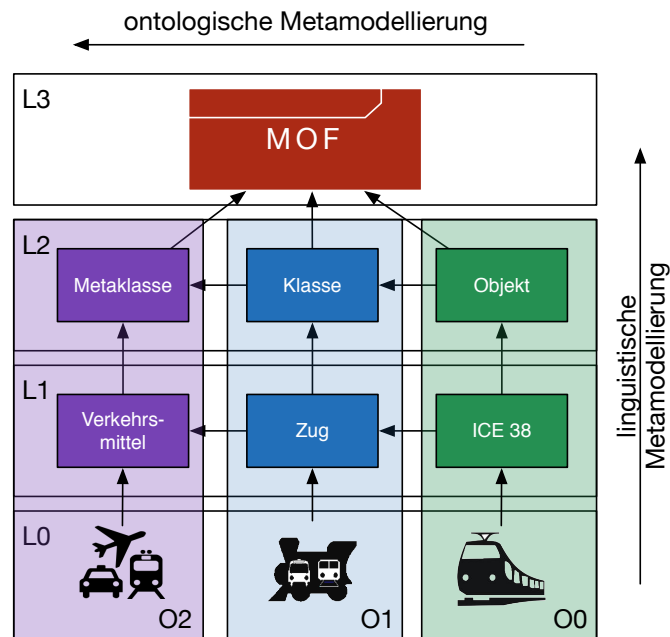 ontologische Metamodellierung
L3
MOF
L2
Metaklasse
Klasse
Objekt
linguistische
Metamodellierung
L1
Verkehrs-
mittel
Zug
ICE 38
L0
O2
O1
O0